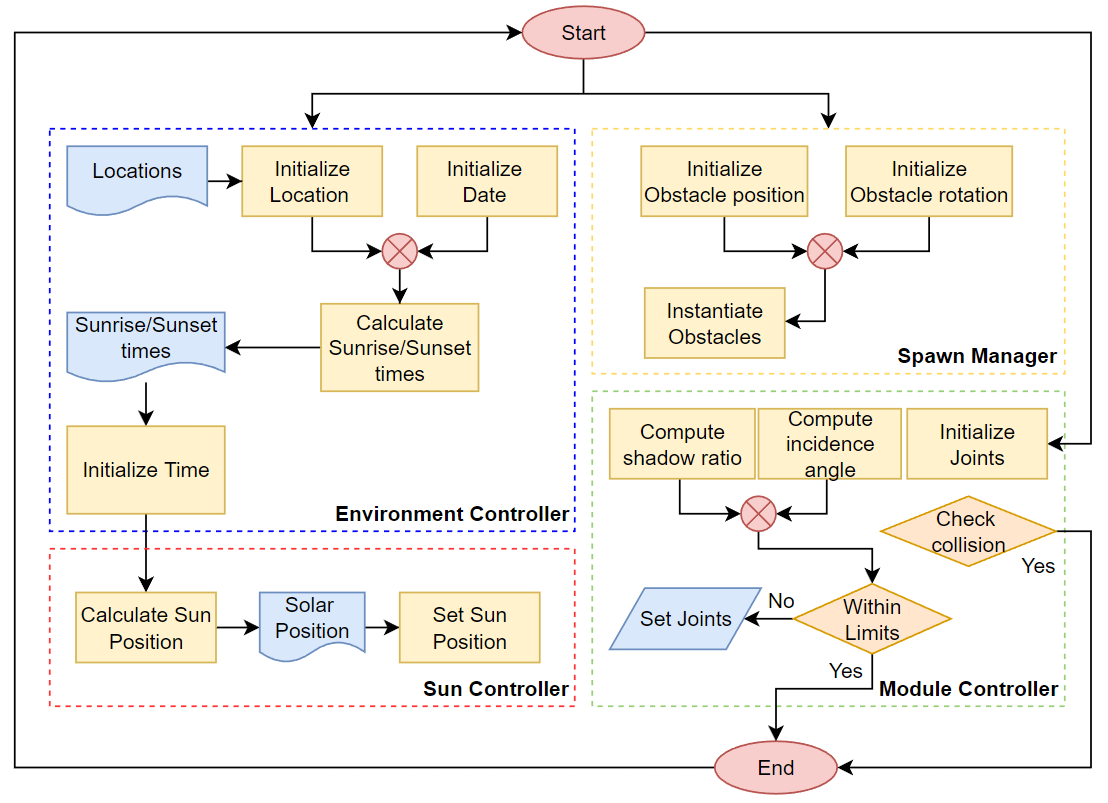 Start
Locations
Initialize
Location
Initialize
Date
Sunrise/Sunset
times
Calculate
Sunrise/Sunset
times
Initialize Time
Environment Controller
Calculate Sun
Position
Solar
Position
Set Sun
Position
Sun Controller
Initialize
Obstacle position
Initialize
Obstacle rotation
Instantiate
Obstacles
Spawn Manager
Compute
shadow ratio
Compute
incidence
angle
Initialize
Joints
Check
collision
Yes
Set Joints
No
Within
Limits
Yes
Module Controller
End